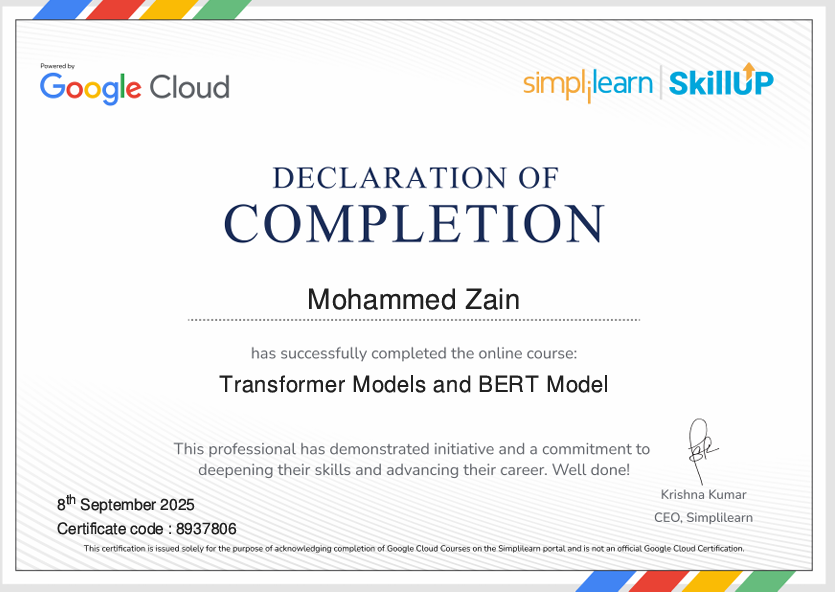 Powered by
Google Cloud
simplilearn | SkillUP
DECLARATION OF
COMPLETION
Mohammed Zain
has successfully completed the online course:
Transformer Models and BERT Model
This professional has demonstrated initiative and a commitment to
deepening their skills and advancing their career. Well done!
8th September 2025
Certificate code : 8937806
Krishna Kumar
CEO, Simplilearn
This certification is issued solely for the purpose of acknowledging completion of Google Cloud Courses on the Simplilearn portal and is not an official Google Cloud Certification.